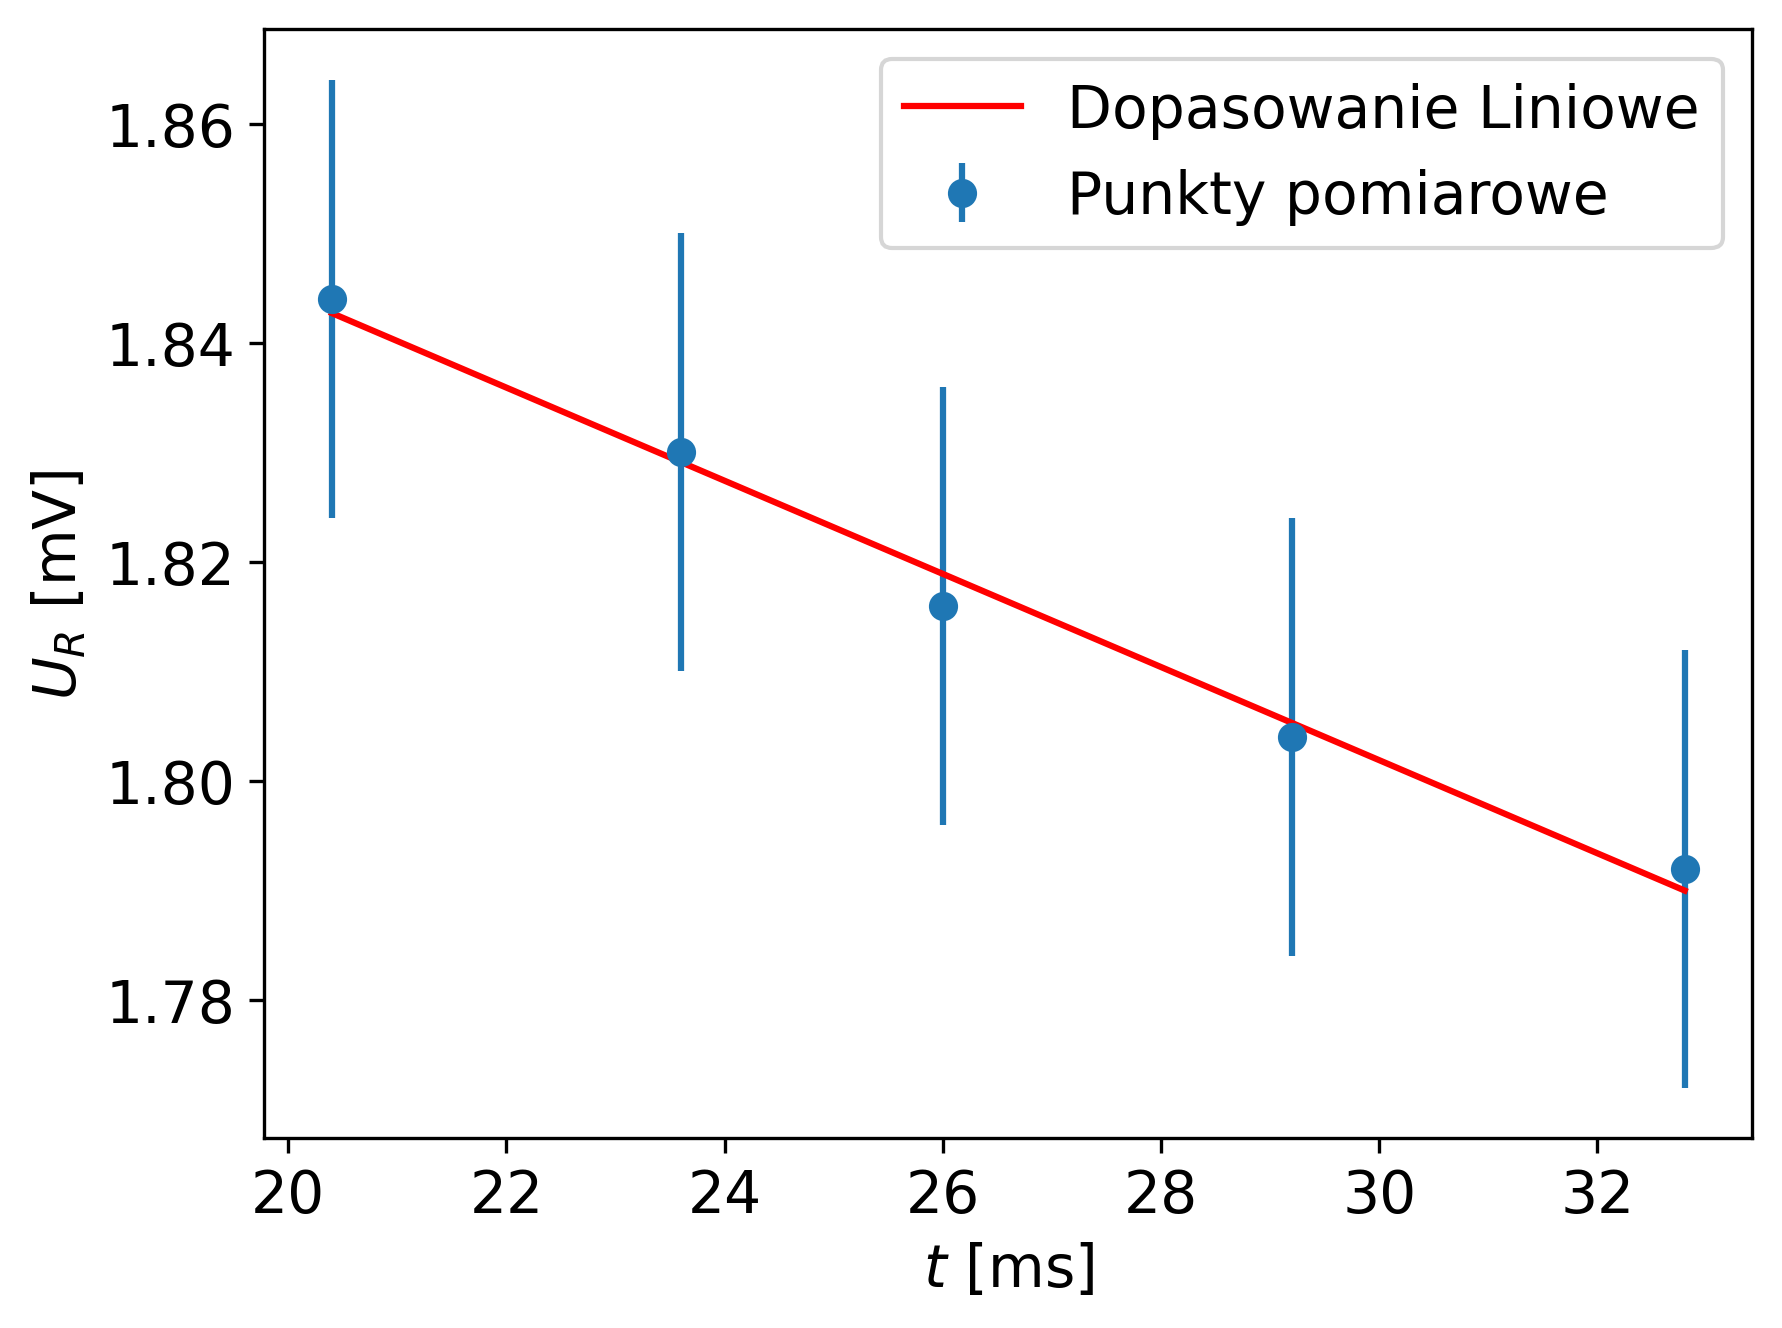 Dopasowanie Liniowe
Punkty pomiarowe
U_R [mV]
1.86
1.84
1.82
1.80
1.78
20 22 24 26 28 30 32
t [ms]